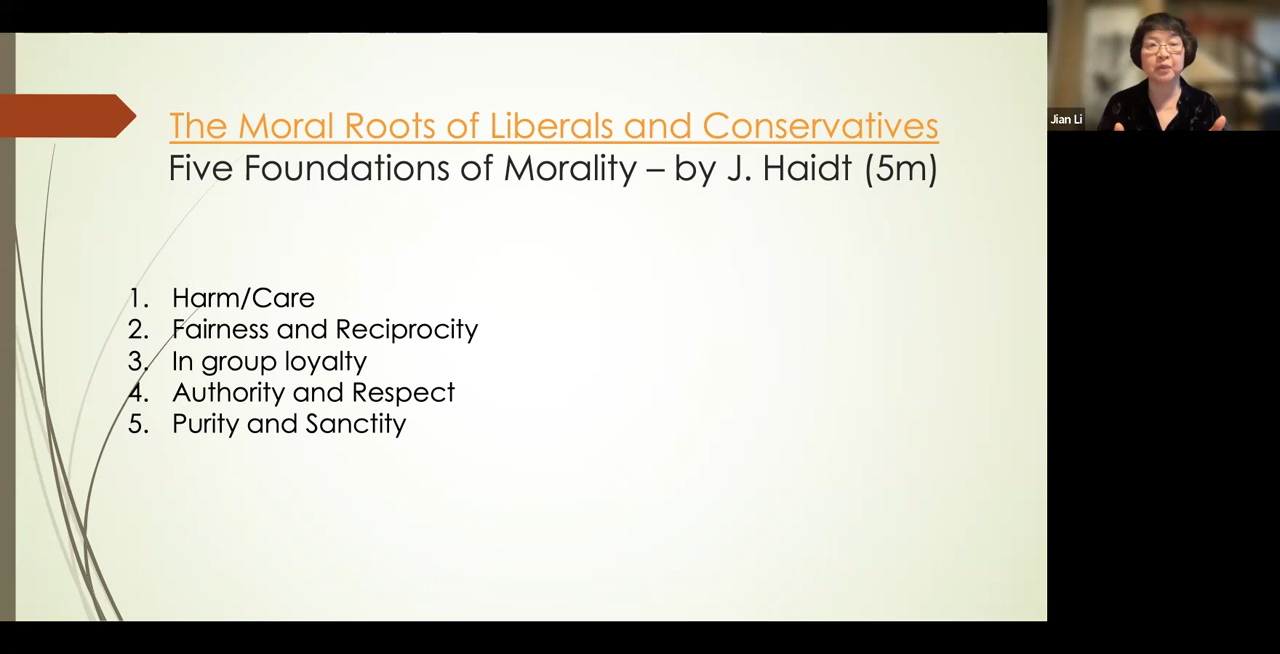 The Moral Roots of Liberals and Conservatives
Five Foundations of Morality – by J. Haidt (5m)
1. Harm/Care
2. Fairness and Reciprocity
3. In group loyalty
4. Authority and Respect
5. Purity and Sanctity
Jian Li